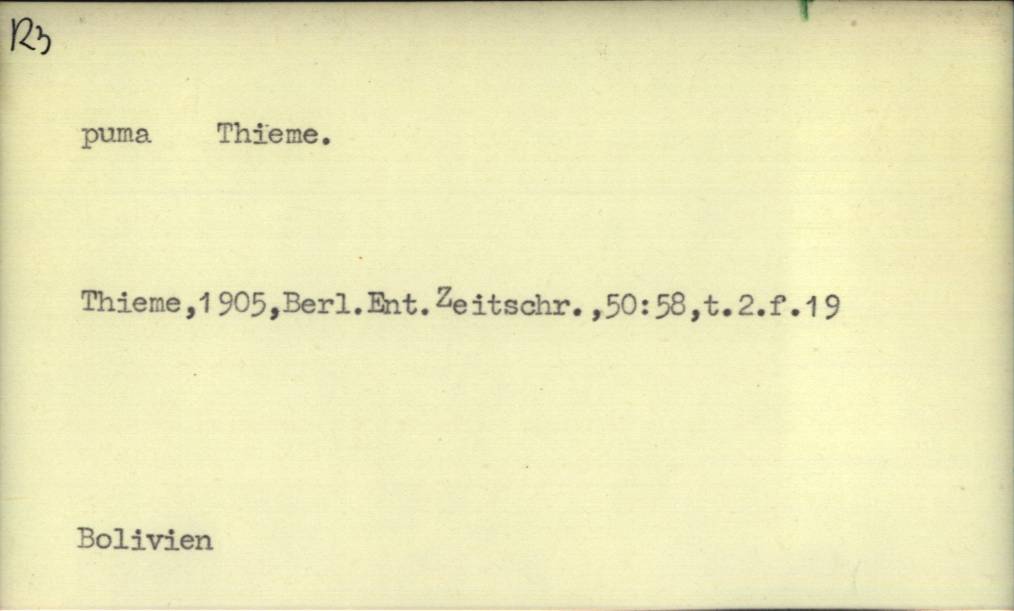 R3
puma Thieme.
Thieme,1905,Berl.Ent.Zeitschr.,50:58,t.2.f.19
Bolivien